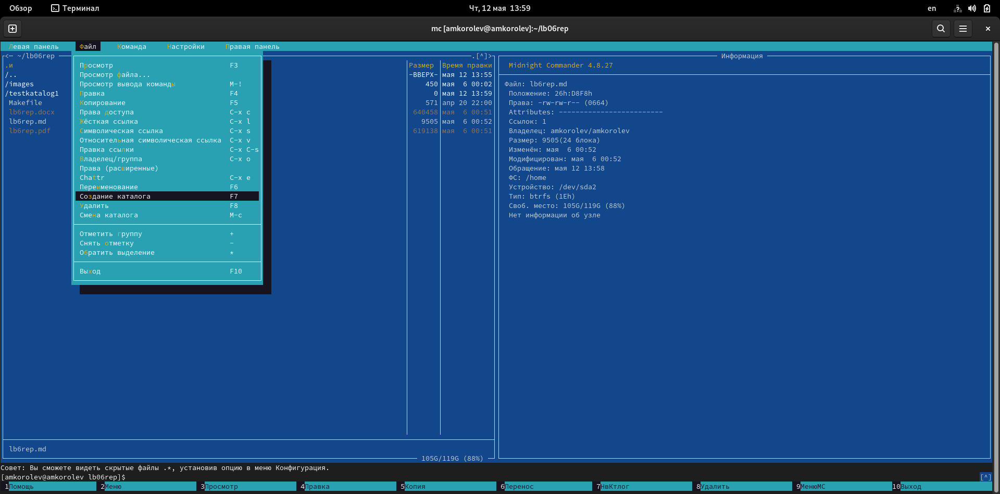 Обзор Терминал Чт, 12 мая 13:59 en
mc [amkorolev@amkorolev]:~/lb06rep
Левая панель Файл Команда Настройки Правая панель
<─ ~/lb06rep .[^]> Информация
.и Просмотр F3 Размер Время правки Midnight Commander 4.8.27
/.. Просмотр файла... -ВВЕРХ- мая 12 13:55
/images Просмотр вывода команды M-! 450 мая 6 00:02 Файл: lb6rep.md
/testkatalog1 Правка F4 0 мая 12 13:59 Положение: 26h:D8F8h
Makefile Копирование F5 571 апр 20 22:00 Права: -rw-rw-r-- (0664)
lb6rep.docx Права доступа C-x c 640458 мая 6 00:51 Attributes: -------------------------
lb6rep.md Жёсткая ссылка C-x l 9505 мая 6 00:52 Ссылок: 1
lb6rep.pdf Символическая ссылка C-x s 619138 мая 6 00:51 Владелец: amkorolev/amkorolev
Относительная символическая ссылка C-x v Размер: 9505(24 блока)
Правка ссылки C-x C-s Изменён: мая 6 00:52
Владелец/группа C-x o Модифицирован: мая 6 00:52
Права (расширенные) Обращение: мая 12 13:58
Chattr C-x e ФС: /home
Переименование F6 Устройство: /dev/sda2
Создание каталога F7 Тип: btrfs (1Eh)
Удалить F8 Своб. место: 105G/119G (88%)
Смена каталога M-c Нет информации об узле
Отметить группу +
Снять отметку -
Обратить выделение *
Выход F10
lb6rep.md
105G/119G (88%)
Совет: Вы сможете видеть скрытые файлы .*, установив опцию в меню Конфигурация.
[amkorolev@amkorolev lb06rep]$ [^]
1Помощь 2Меню 3Просмотр 4Правка 5Копия 6Перенос 7НвКтлог 8Удалить 9МенюMC 10Выход